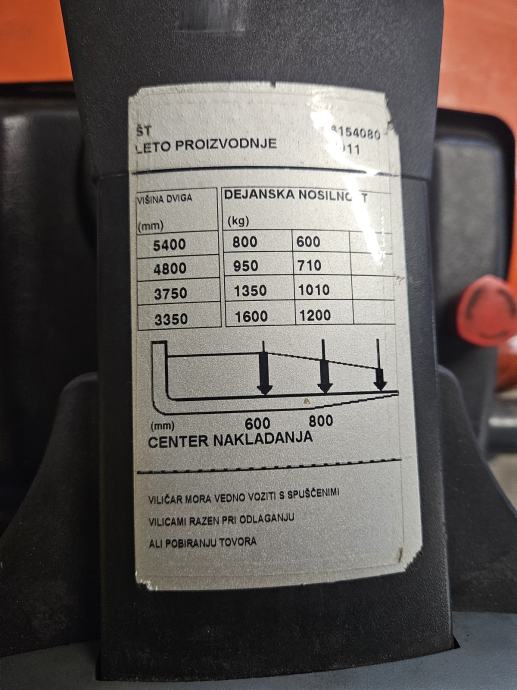 ŠT 6154080
LETO PROIZVODNJE
VIŠINA DVIGA
(mm)
DEJANSKA NOSILNOST
(kg)
5400 800 600
4800 950 710
3750 1350 1010
3350 1600 1200
(mm) 600 800
CENTER NAKLADANJA
VILIČAR MORA VEDNO VOZITI S SPUŠČENIMI
VILICAMI RAZEN PRI ODLAGANJU
ALI POBIRANJU TOVORA